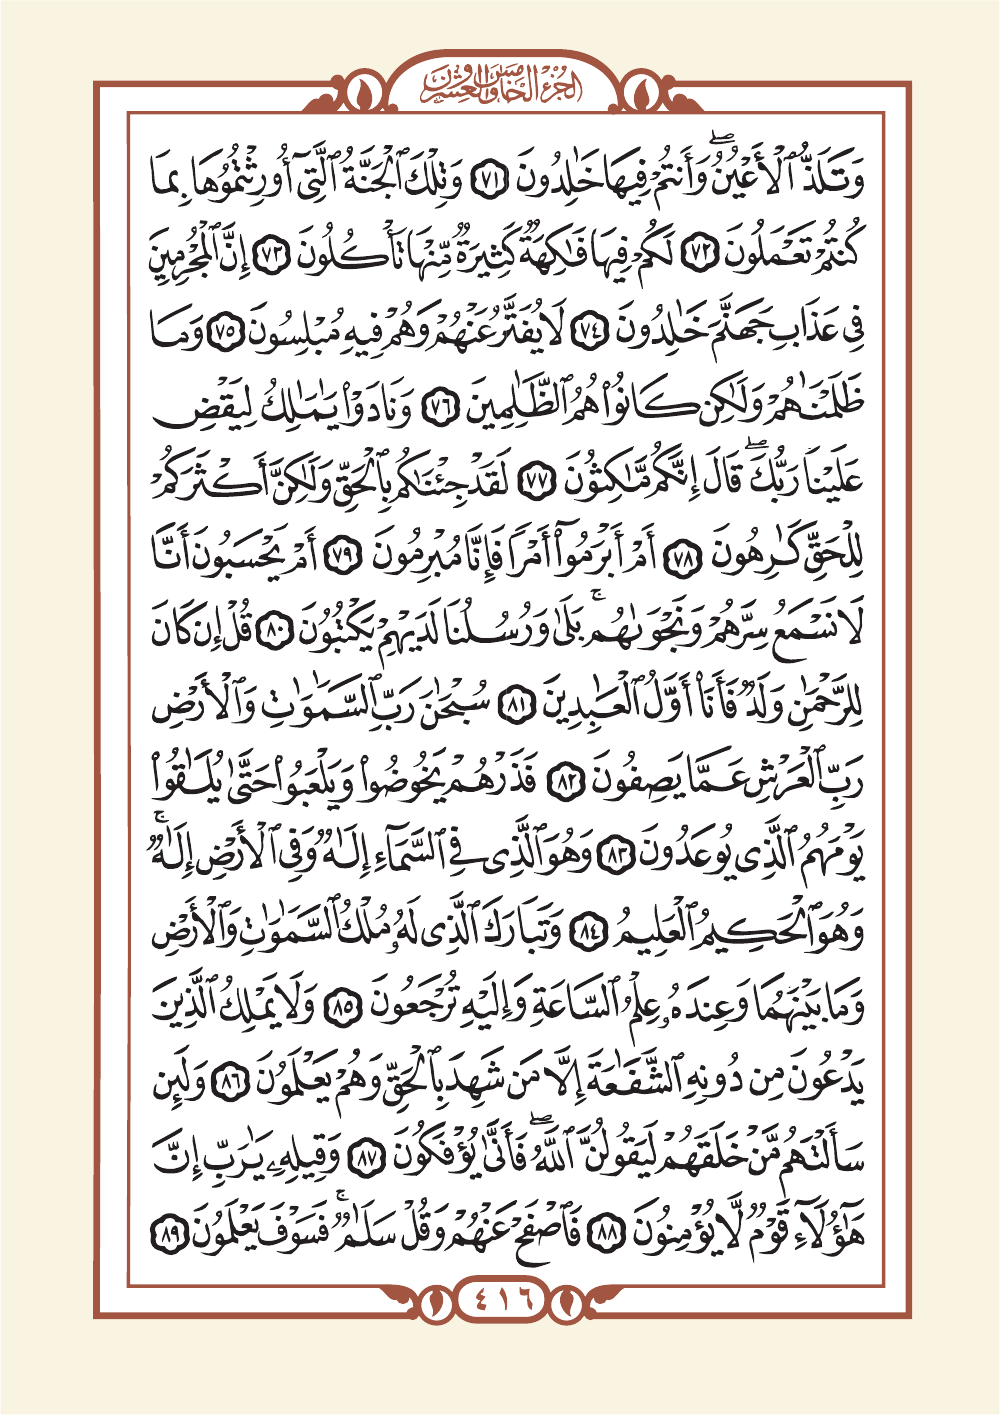 الجزء الخامس والعشرون
وَتَلَذُّ ٱلْأَعْيُنُ ۖ وَأَنتُمْ فِيهَا خَٰلِدُونَ ٧١ وَتِلْكَ ٱلْجَنَّةُ ٱلَّتِىٓ أُورِثْتُمُوهَا بِمَا
كُنتُمْ تَعْمَلُونَ ٧٢ لَكُمْ فِيهَا فَٰكِهَةٌ كَثِيرَةٌ مِّنْهَا تَأْكُلُونَ ٧٣ إِنَّ ٱلْمُجْرِمِينَ
فِى عَذَابِ جَهَنَّمَ خَٰلِدُونَ ٧٤ لَا يُفَتَّرُ عَنْهُمْ وَهُمْ فِيهِ مُبْلِسُونَ ٧٥ وَمَا
ظَلَمْنَٰهُمْ وَلَٰكِن كَانُوا۟ هُمُ ٱلظَّٰلِمِينَ ٧٦ وَنَادَوْا۟ يَٰمَٰلِكُ لِيَقْضِ
عَلَيْنَا رَبُّكَ ۖ قَالَ إِنَّكُم مَّٰكِثُونَ ٧٧ لَقَدْ جِئْنَٰكُم بِٱلْحَقِّ وَلَٰكِنَّ أَكْثَرَكُمْ
لِلْحَقِّ كَٰرِهُونَ ٧٨ أَمْ أَبْرَمُوٓا۟ أَمْرًا فَإِنَّا مُبْرِمُونَ ٧٩ أَمْ يَحْسَبُونَ أَنَّا
لَا نَسْمَعُ سِرَّهُمْ وَنَجْوَىٰهُم ۚ بَلَىٰ وَرُسُلُنَا لَدَيْهِمْ يَكْتُبُونَ ٨٠ قُلْ إِن كَانَ
لِلرَّحْمَٰنِ وَلَدٌ فَأَنَا۠ أَوَّلُ ٱلْعَٰبِدِينَ ٨١ سُبْحَٰنَ رَبِّ ٱلسَّمَٰوَٰتِ وَٱلْأَرْضِ
رَبِّ ٱلْعَرْشِ عَمَّا يَصِفُونَ ٨٢ فَذَرْهُمْ يَخُوضُوا۟ وَيَلْعَبُوا۟ حَتَّىٰ يُلَٰقُوا۟
يَوْمَهُمُ ٱلَّذِى يُوعَدُونَ ٨٣ وَهُوَ ٱلَّذِى فِى ٱلسَّمَآءِ إِلَٰهٌ وَفِى ٱلْأَرْضِ إِلَٰهٌ ۚ
وَهُوَ ٱلْحَكِيمُ ٱلْعَلِيمُ ٨٤ وَتَبَارَكَ ٱلَّذِى لَهُۥ مُلْكُ ٱلسَّمَٰوَٰتِ وَٱلْأَرْضِ
وَمَا بَيْنَهُمَا وَعِندَهُۥ عِلْمُ ٱلسَّاعَةِ وَإِلَيْهِ تُرْجَعُونَ ٨٥ وَلَا يَمْلِكُ ٱلَّذِينَ
يَدْعُونَ مِن دُونِهِ ٱلشَّفَٰعَةَ إِلَّا مَن شَهِدَ بِٱلْحَقِّ وَهُمْ يَعْلَمُونَ ٨٦ وَلَئِن
سَأَلْتَهُم مَّنْ خَلَقَهُمْ لَيَقُولُنَّ ٱللَّهُ ۖ فَأَنَّىٰ يُؤْفَكُونَ ٨٧ وَقِيلِهِۦ يَٰرَبِّ إِنَّ
هَٰٓؤُلَآءِ قَوْمٌ لَّا يُؤْمِنُونَ ٨٨ فَٱصْفَحْ عَنْهُمْ وَقُلْ سَلَٰمٌ ۚ فَسَوْفَ يَعْلَمُونَ ٨٩
٤١٦